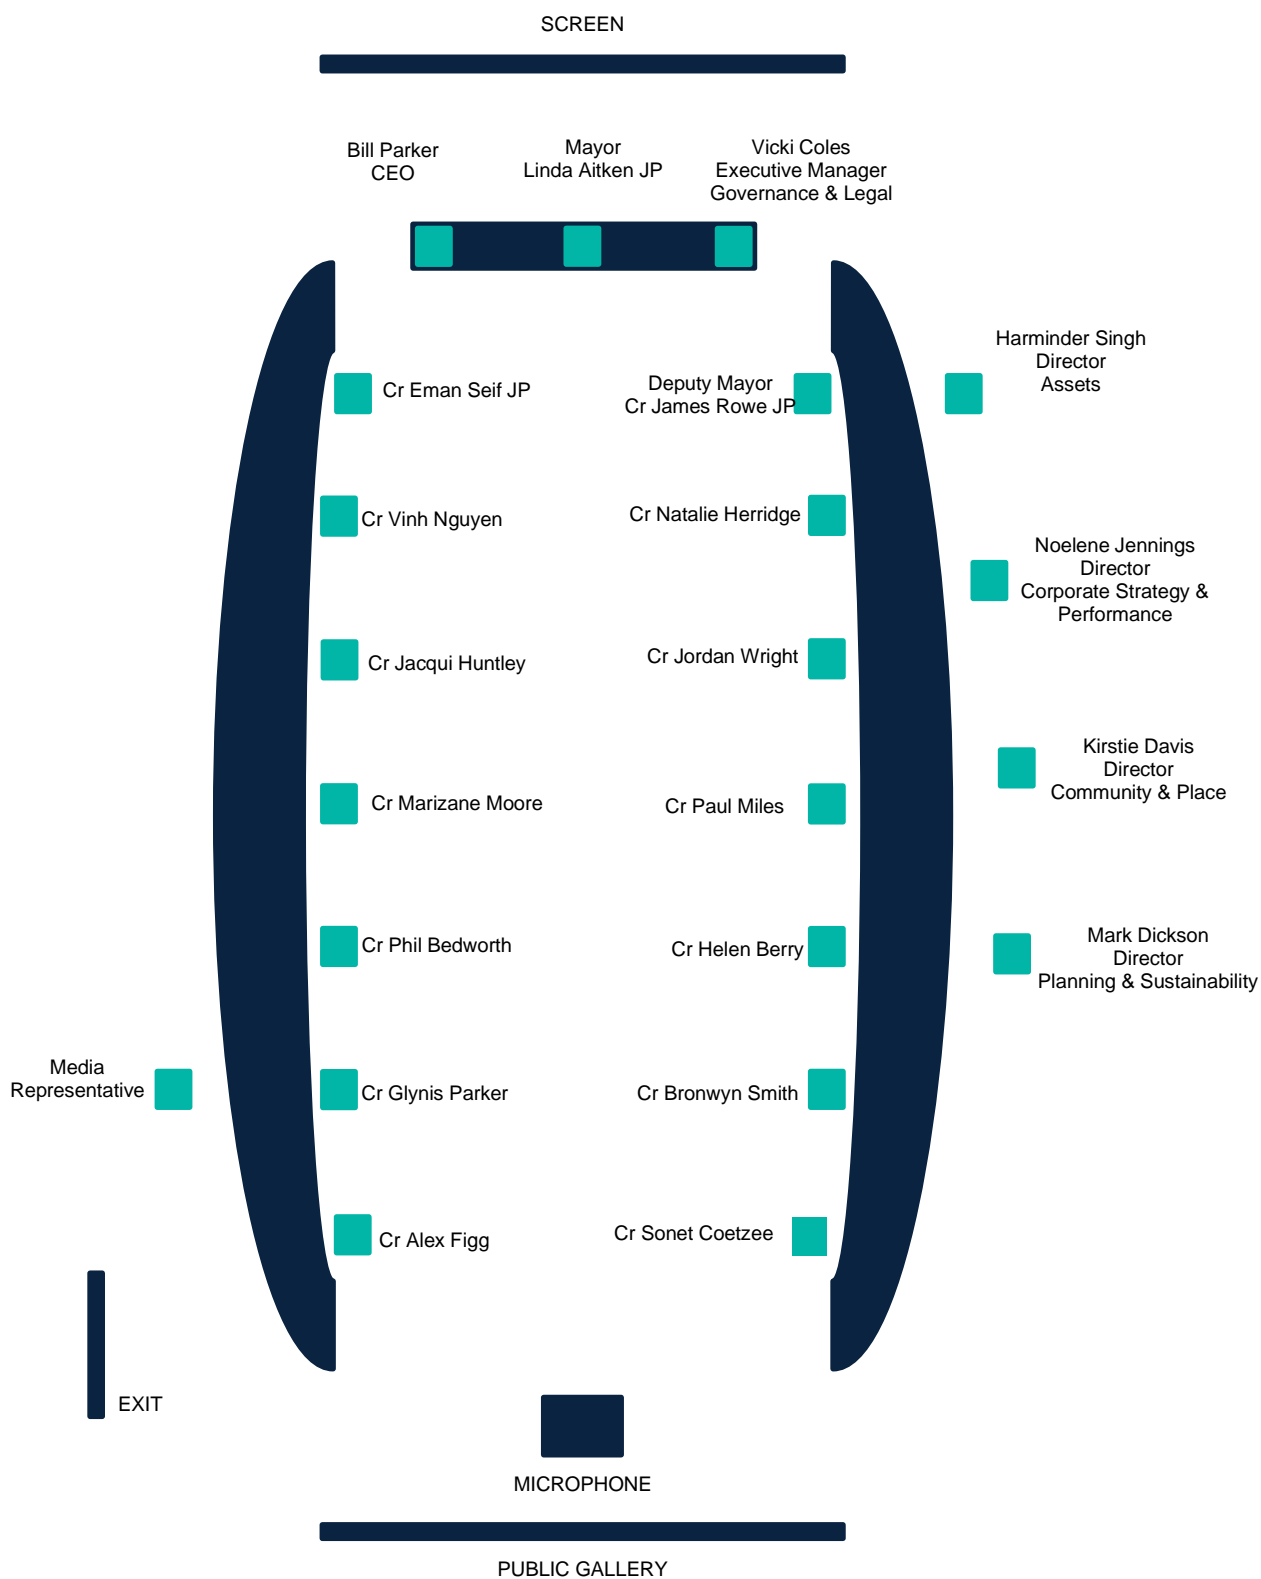 SCREEN
Bill Parker
CEO
Mayor
Linda Aitken JP
Vicki Coles
Executive Manager
Governance & Legal
Cr Eman Seif JP
Deputy Mayor
Cr James Rowe JP
Harminder Singh
Director
Assets
Cr Vinh Nguyen
Cr Natalie Herridge
Noelene Jennings
Director
Corporate Strategy &
Performance
Cr Jacqui Huntley
Cr Jordan Wright
Kirstie Davis
Director
Community & Place
Cr Marizane Moore
Cr Paul Miles
Cr Phil Bedworth
Cr Helen Berry
Mark Dickson
Director
Planning & Sustainability
Media
Representative
Cr Glynis Parker
Cr Bronwyn Smith
Cr Alex Figg
Cr Sonet Coetzee
EXIT
MICROPHONE
PUBLIC GALLERY